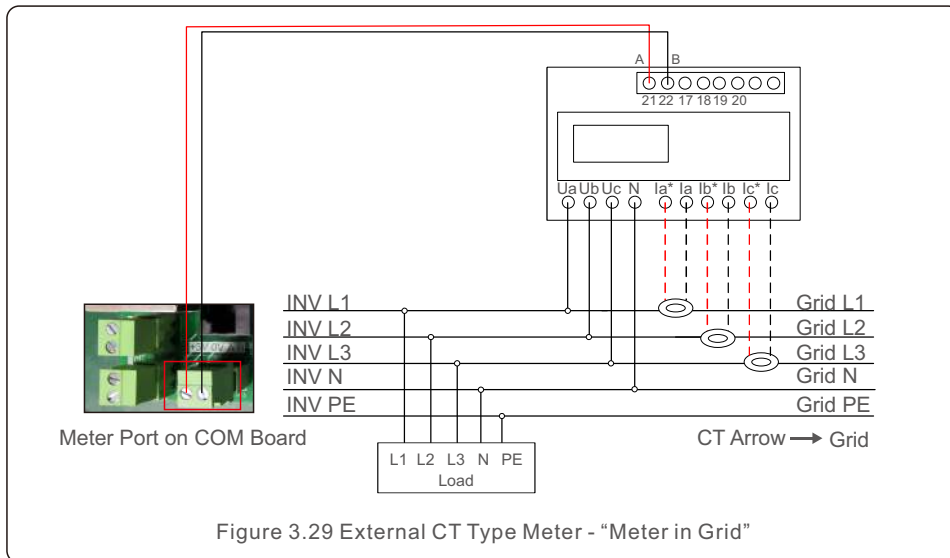 A B
21 22 17 18 19 20
Ua Ub Uc N Ia* Ia Ib* Ib Ic* Ic
INV L1 Grid L1
INV L2 Grid L2
INV L3 Grid L3
INV N Grid N
INV PE Grid PE
Meter Port on COM Board
CT Arrow → Grid
L1 L2 L3 N PE
Load
Figure 3.29 External CT Type Meter - “Meter in Grid”